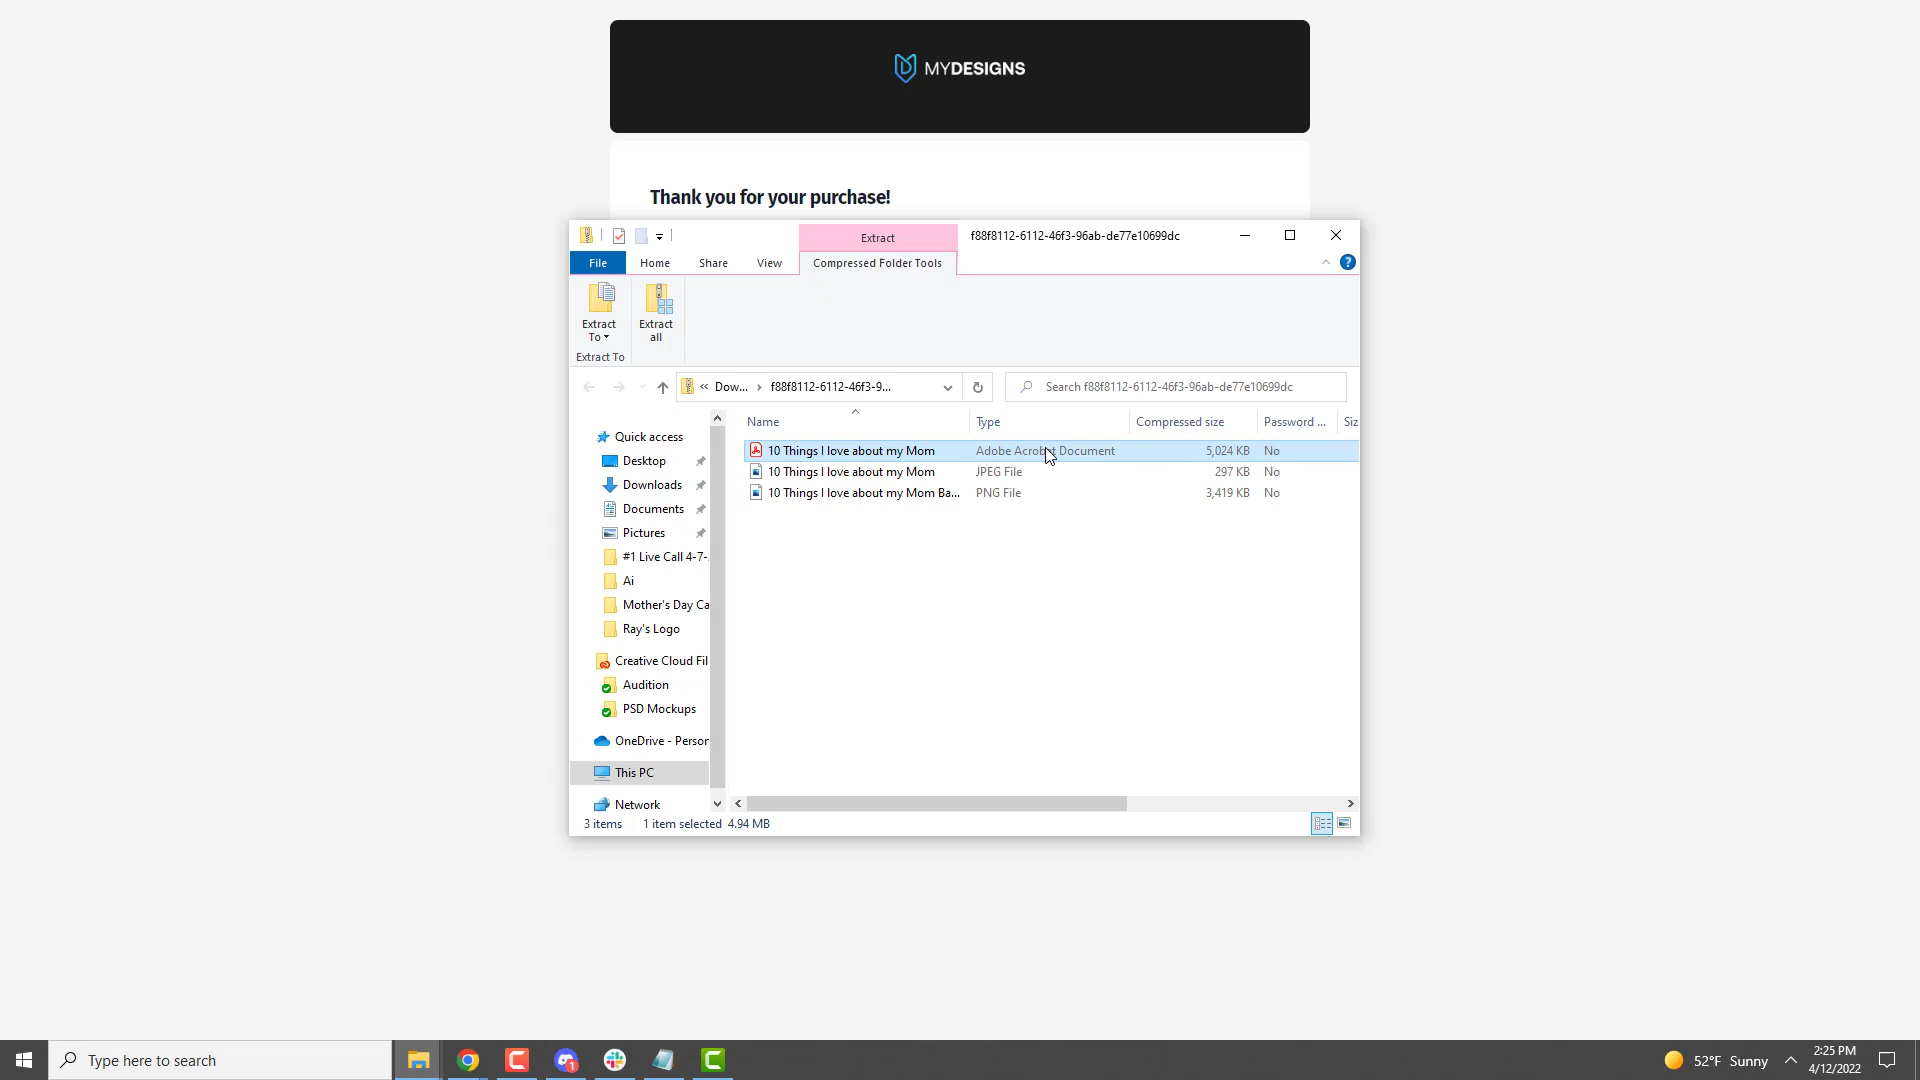 MYDESIGNS
Thank you for your purchase!
Extract
f88f8112-6112-46f3-96ab-de77e10699dc
File
Home
Share
View
Compressed Folder Tools
Extract To
Extract all
Extract To
« Dow... › f88f8112-6112-46f3-9...
Search f88f8112-6112-46f3-96ab-de77e10699dc
Name
Type
Compressed size
Password ...
Siz
10 Things I love about my Mom
Adobe Acrobat Document
5,024 KB
No
10 Things I love about my Mom
JPEG File
297 KB
No
10 Things I love about my Mom Ba...
PNG File
3,419 KB
No
Quick access
Desktop
Downloads
Documents
Pictures
#1 Live Call 4-7-
Ai
Mother's Day Ca
Ray's Logo
Creative Cloud Fil
Audition
PSD Mockups
OneDrive - Person
This PC
Network
3 items
1 item selected 4.94 MB
Type here to search
1
52°F Sunny
2:25 PM
4/12/2022